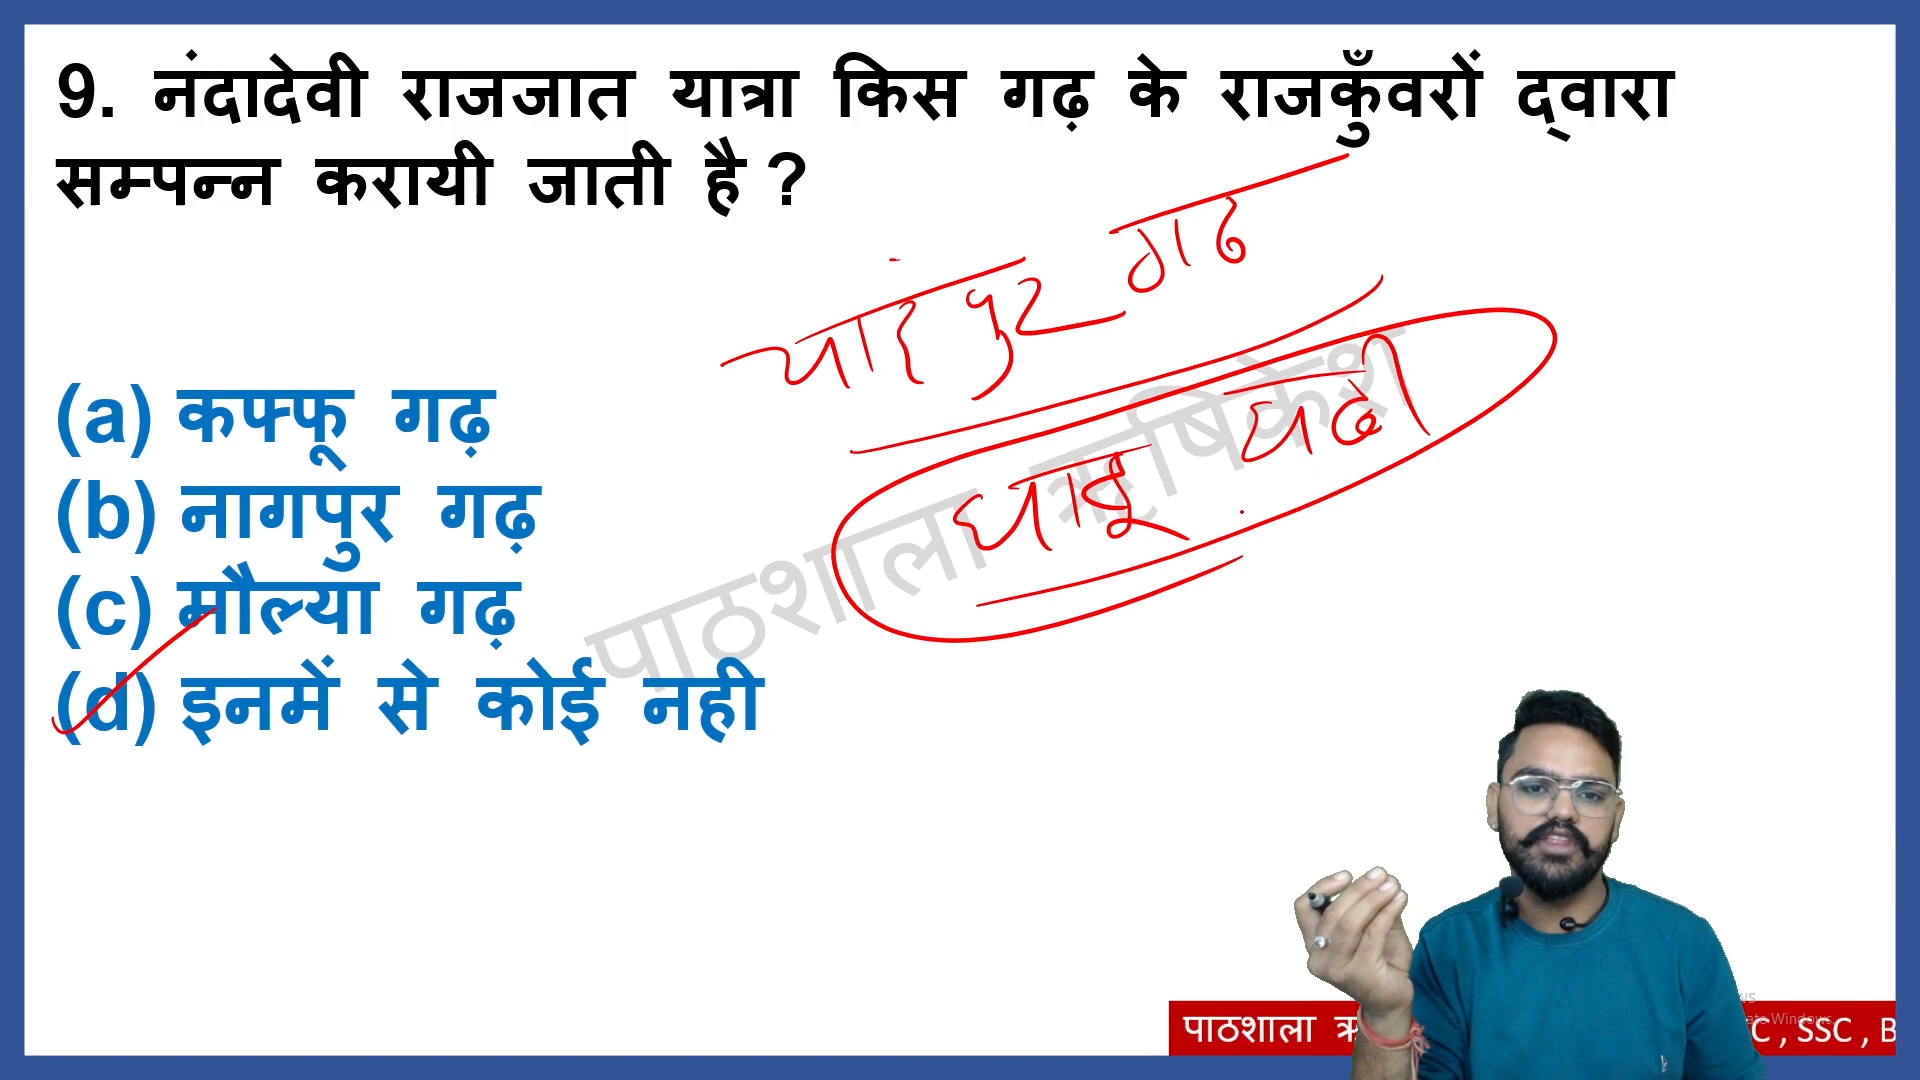 9. नंदादेवी राजजात यात्रा किस गढ़ के राजकुँवरों द्वारा
सम्पन्न करायी जाती है ?
गढ
(a) कफ्फू गढ़
(b) नागपुर गढ़
(c) मौल्या गढ़
(d) इनमें से कोई नही
पाठशाला ऋषिकेश
पाठशाला
C , SSC , B